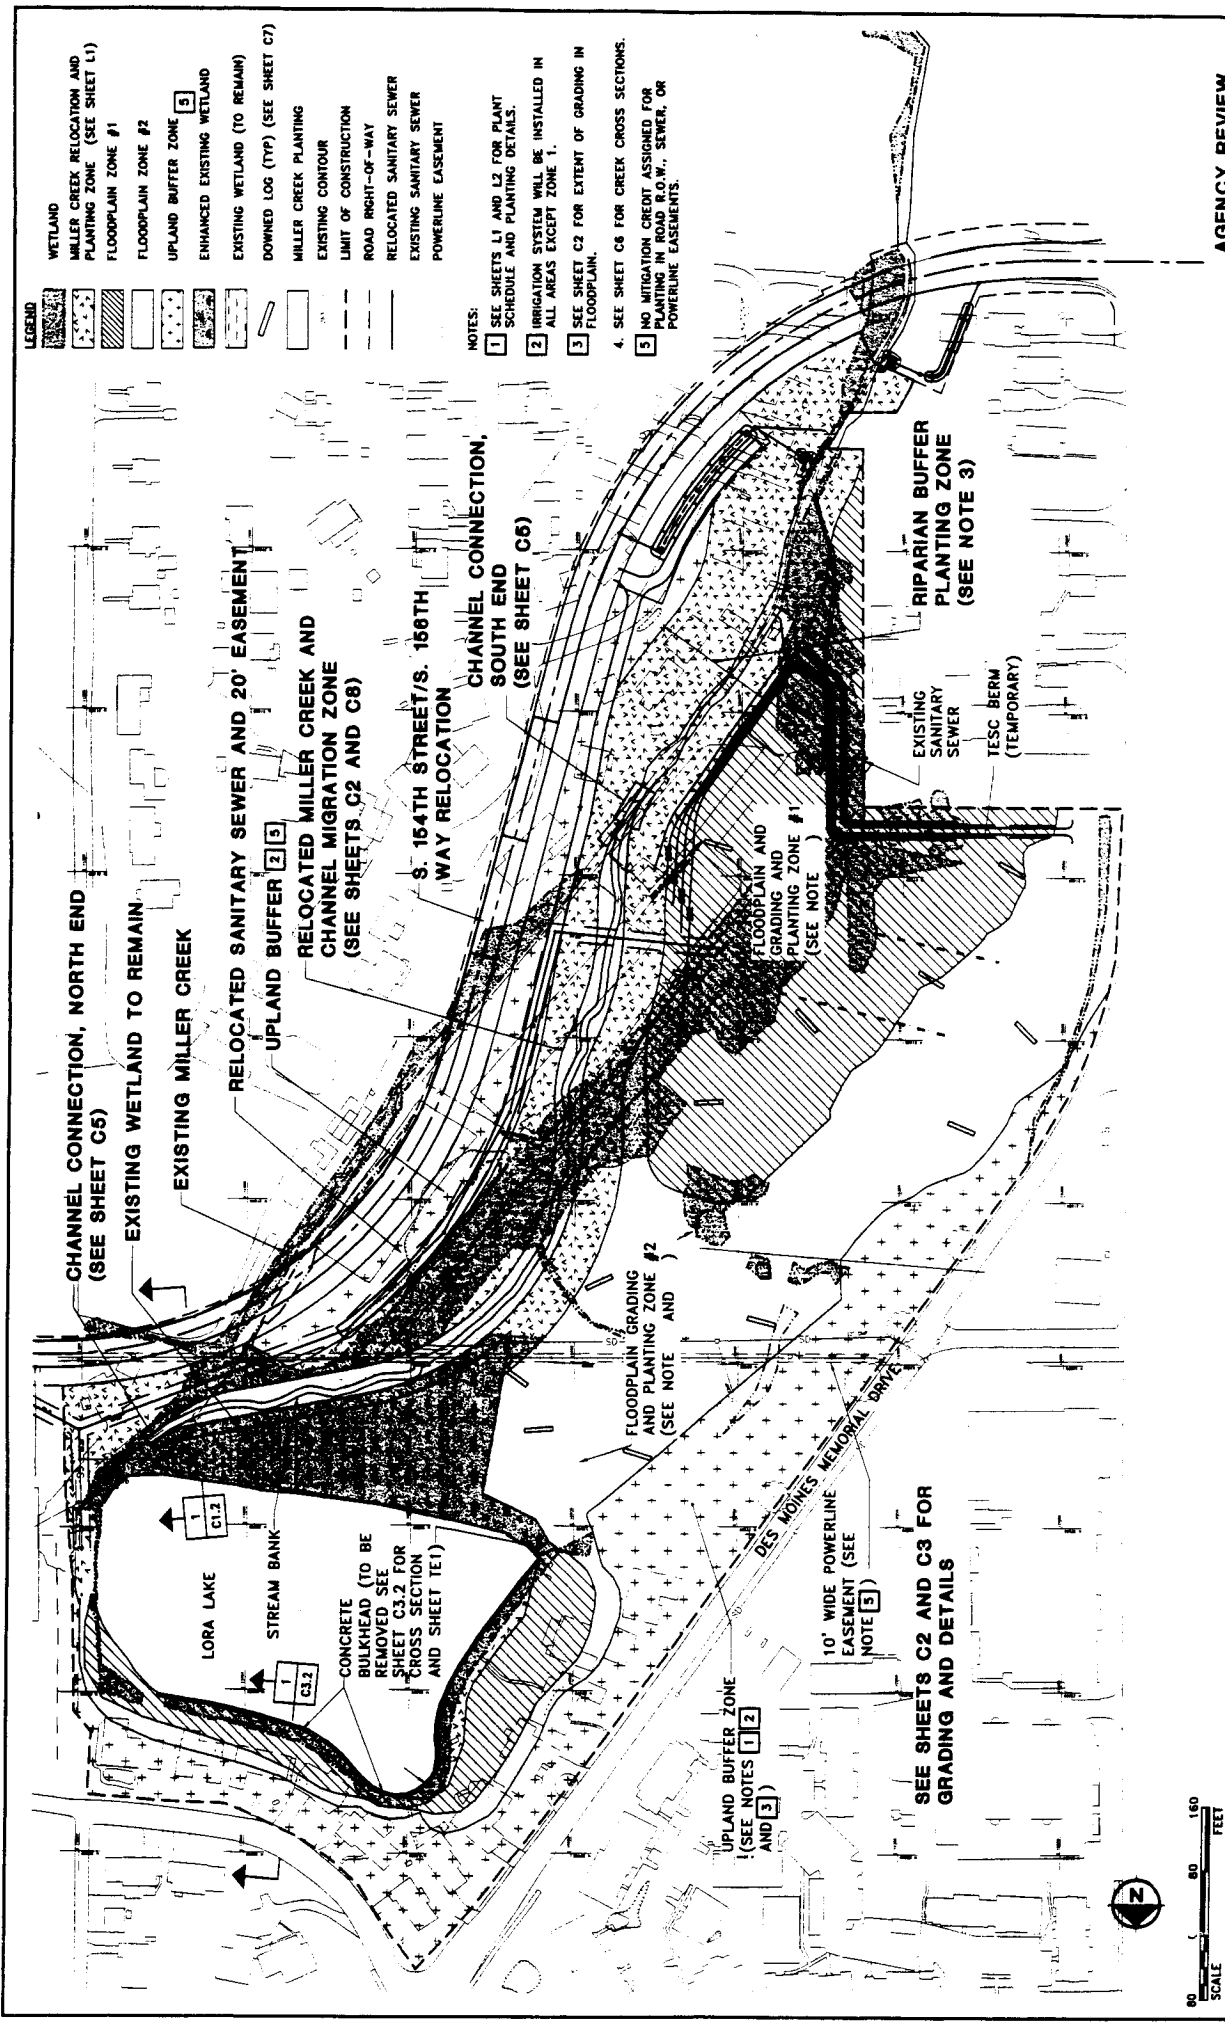 LEGEND
WETLAND
MILLER CREEK RELOCATION AND
PLANTING ZONE (SEE SHEET L1)
FLOODPLAIN ZONE #1
FLOODPLAIN ZONE #2
UPLAND BUFFER ZONE 5
ENHANCED EXISTING WETLAND
EXISTING WETLAND (TO REMAIN)
DOWNED LOG (TYP) (SEE SHEET C7)
MILLER CREEK PLANTING
EXISTING CONTOUR
LIMIT OF CONSTRUCTION
ROAD RIGHT-OF-WAY
RELOCATED SANITARY SEWER
EXISTING SANITARY SEWER
POWERLINE EASEMENT
NOTES:
1 SEE SHEETS L1 AND L2 FOR PLANT
SCHEDULE AND PLANTING DETAILS.
2 IRRIGATION SYSTEM WILL BE INSTALLED IN
ALL AREAS EXCEPT ZONE 1.
3 SEE SHEET C2 FOR EXTENT OF GRADING IN
FLOODPLAIN.
4. SEE SHEET C6 FOR CREEK CROSS SECTIONS.
5 NO MITIGATION CREDIT ASSIGNED FOR
PLANTING IN ROAD R.O.W., SEWER, OR
POWERLINE EASEMENTS.
CHANNEL CONNECTION, NORTH END
(SEE SHEET C5)
EXISTING WETLAND TO REMAIN
EXISTING MILLER CREEK
RELOCATED SANITARY SEWER AND 20' EASEMENT
UPLAND BUFFER 2 5
RELOCATED MILLER CREEK AND
CHANNEL MIGRATION ZONE
(SEE SHEETS C2 AND C8)
S. 154TH STREET/S. 156TH
WAY RELOCATION
CHANNEL CONNECTION,
SOUTH END
(SEE SHEET C5)
1
C1.2
LORA LAKE
STREAM BANK
1
C3.2
CONCRETE
BULKHEAD (TO BE
REMOVED SEE
SHEET C3.2 FOR
CROSS SECTION
AND SHEET TE1)
FLOODPLAIN GRADING
AND PLANTING ZONE #2
(SEE NOTE AND )
FLOODPLAIN AND
GRADING AND
PLANTING ZONE #1
(SEE NOTE )
RIPARIAN BUFFER
PLANTING ZONE
(SEE NOTE 3)
EXISTING
SANITARY
SEWER
TESC BERM
(TEMPORARY)
SD
SD
DES MOINES MEMORIAL DRIVE
10' WIDE POWERLINE
EASEMENT (SEE
NOTE 5)
UPLAND BUFFER ZONE
(SEE NOTES 1 2
AND 3)
SEE SHEETS C2 AND C3 FOR
GRADING AND DETAILS
N
80 80 160
SCALE FEET
AGENCY REVIEW